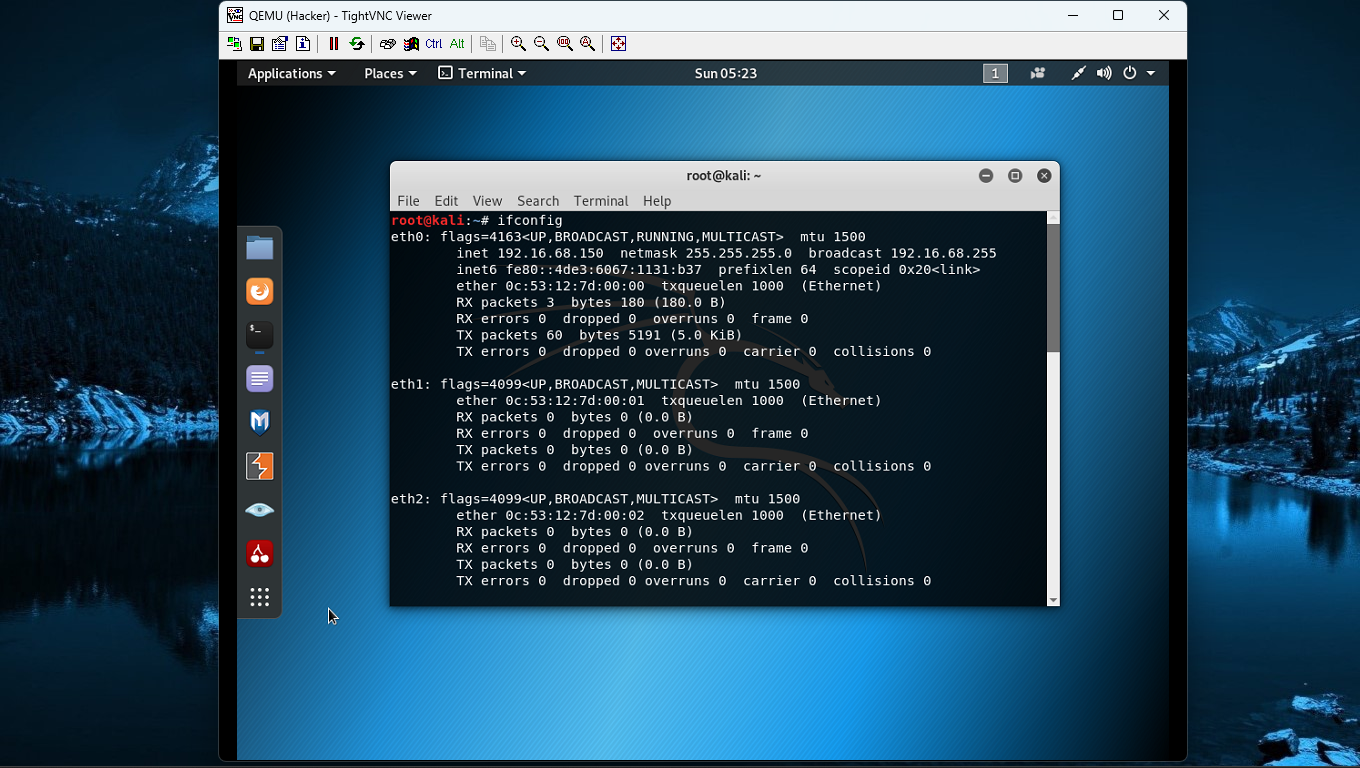 QEMU (Hacker) - TightVNC Viewer
Ctrl Alt
Applications Places Terminal Sun 05:23 1
root@kali: ~
File Edit View Search Terminal Help
root@kali:~# ifconfig
eth0: flags=4163<UP,BROADCAST,RUNNING,MULTICAST>  mtu 1500
        inet 192.16.68.150  netmask 255.255.255.0  broadcast 192.16.68.255
        inet6 fe80::4de3:6067:1131:b37  prefixlen 64  scopeid 0x20<link>
        ether 0c:53:12:7d:00:00  txqueuelen 1000  (Ethernet)
        RX packets 3  bytes 180 (180.0 B)
        RX errors 0  dropped 0  overruns 0  frame 0
        TX packets 60  bytes 5191 (5.0 KiB)
        TX errors 0  dropped 0 overruns 0  carrier 0  collisions 0
eth1: flags=4099<UP,BROADCAST,MULTICAST>  mtu 1500
        ether 0c:53:12:7d:00:01  txqueuelen 1000  (Ethernet)
        RX packets 0  bytes 0 (0.0 B)
        RX errors 0  dropped 0  overruns 0  frame 0
        TX packets 0  bytes 0 (0.0 B)
        TX errors 0  dropped 0 overruns 0  carrier 0  collisions 0
eth2: flags=4099<UP,BROADCAST,MULTICAST>  mtu 1500
        ether 0c:53:12:7d:00:02  txqueuelen 1000  (Ethernet)
        RX packets 0  bytes 0 (0.0 B)
        RX errors 0  dropped 0  overruns 0  frame 0
        TX packets 0  bytes 0 (0.0 B)
        TX errors 0  dropped 0 overruns 0  carrier 0  collisions 0